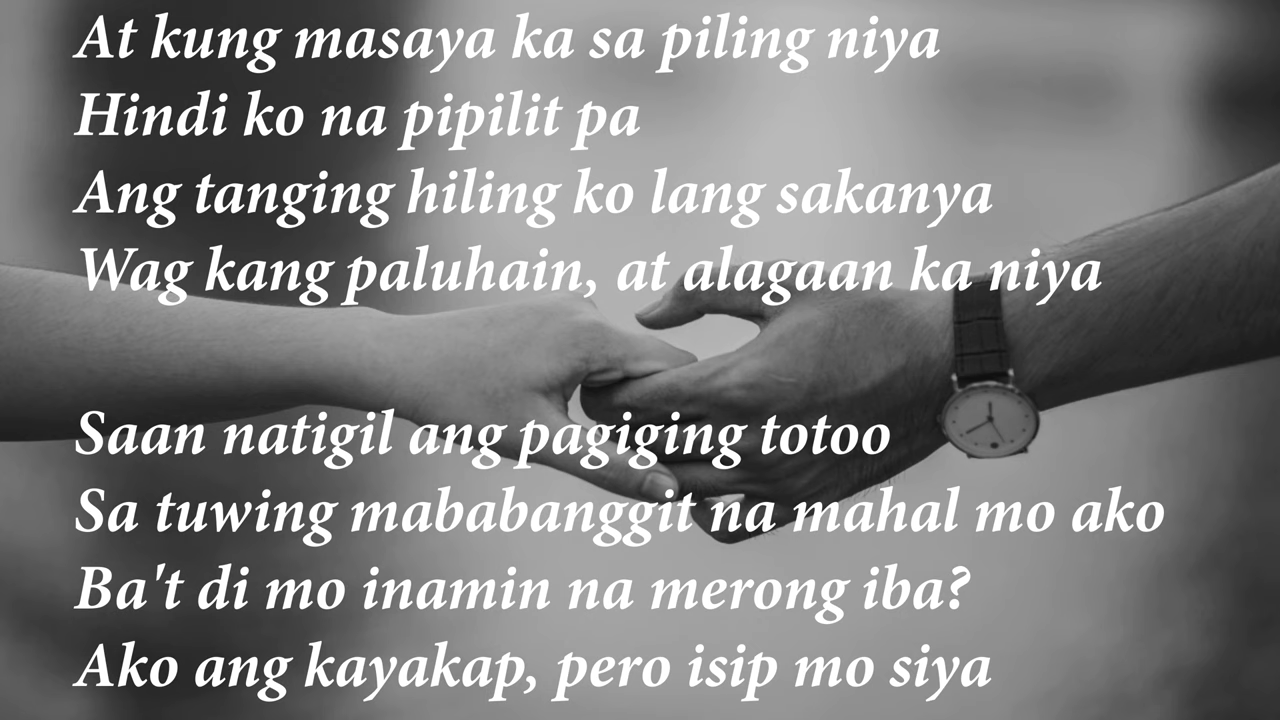 At kung masaya ka sa piling niya
Hindi ko na pipilit pa
Ang tanging hiling ko lang sakanya
Wag kang paluhain, at alagaan ka niya
Saan natigil ang pagiging totoo
Sa tuwing mababanggit na mahal mo ako
Ba't di mo inamin na merong iba?
Ako ang kayakap, pero isip mo siya